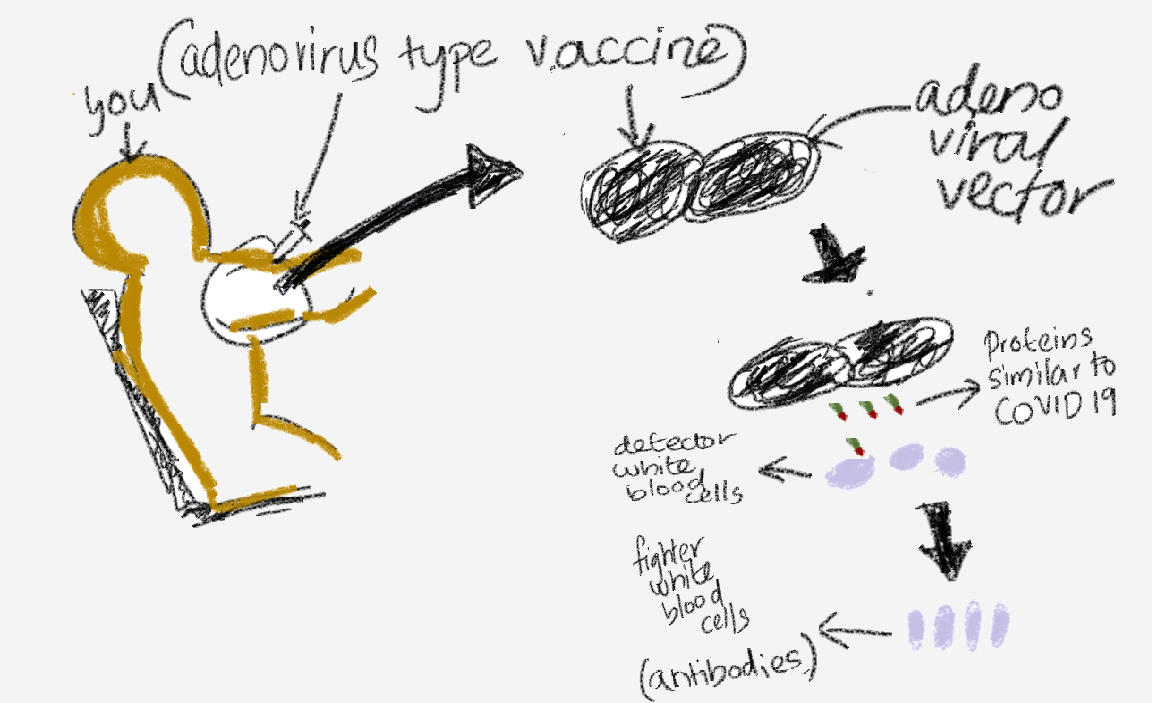 (adenovirus type vaccine)
you
adeno
viral
vector
Proteins
similar to
COVID 19
detector
white
blood
cells
fighter
white
blood
cells
(antibodies)